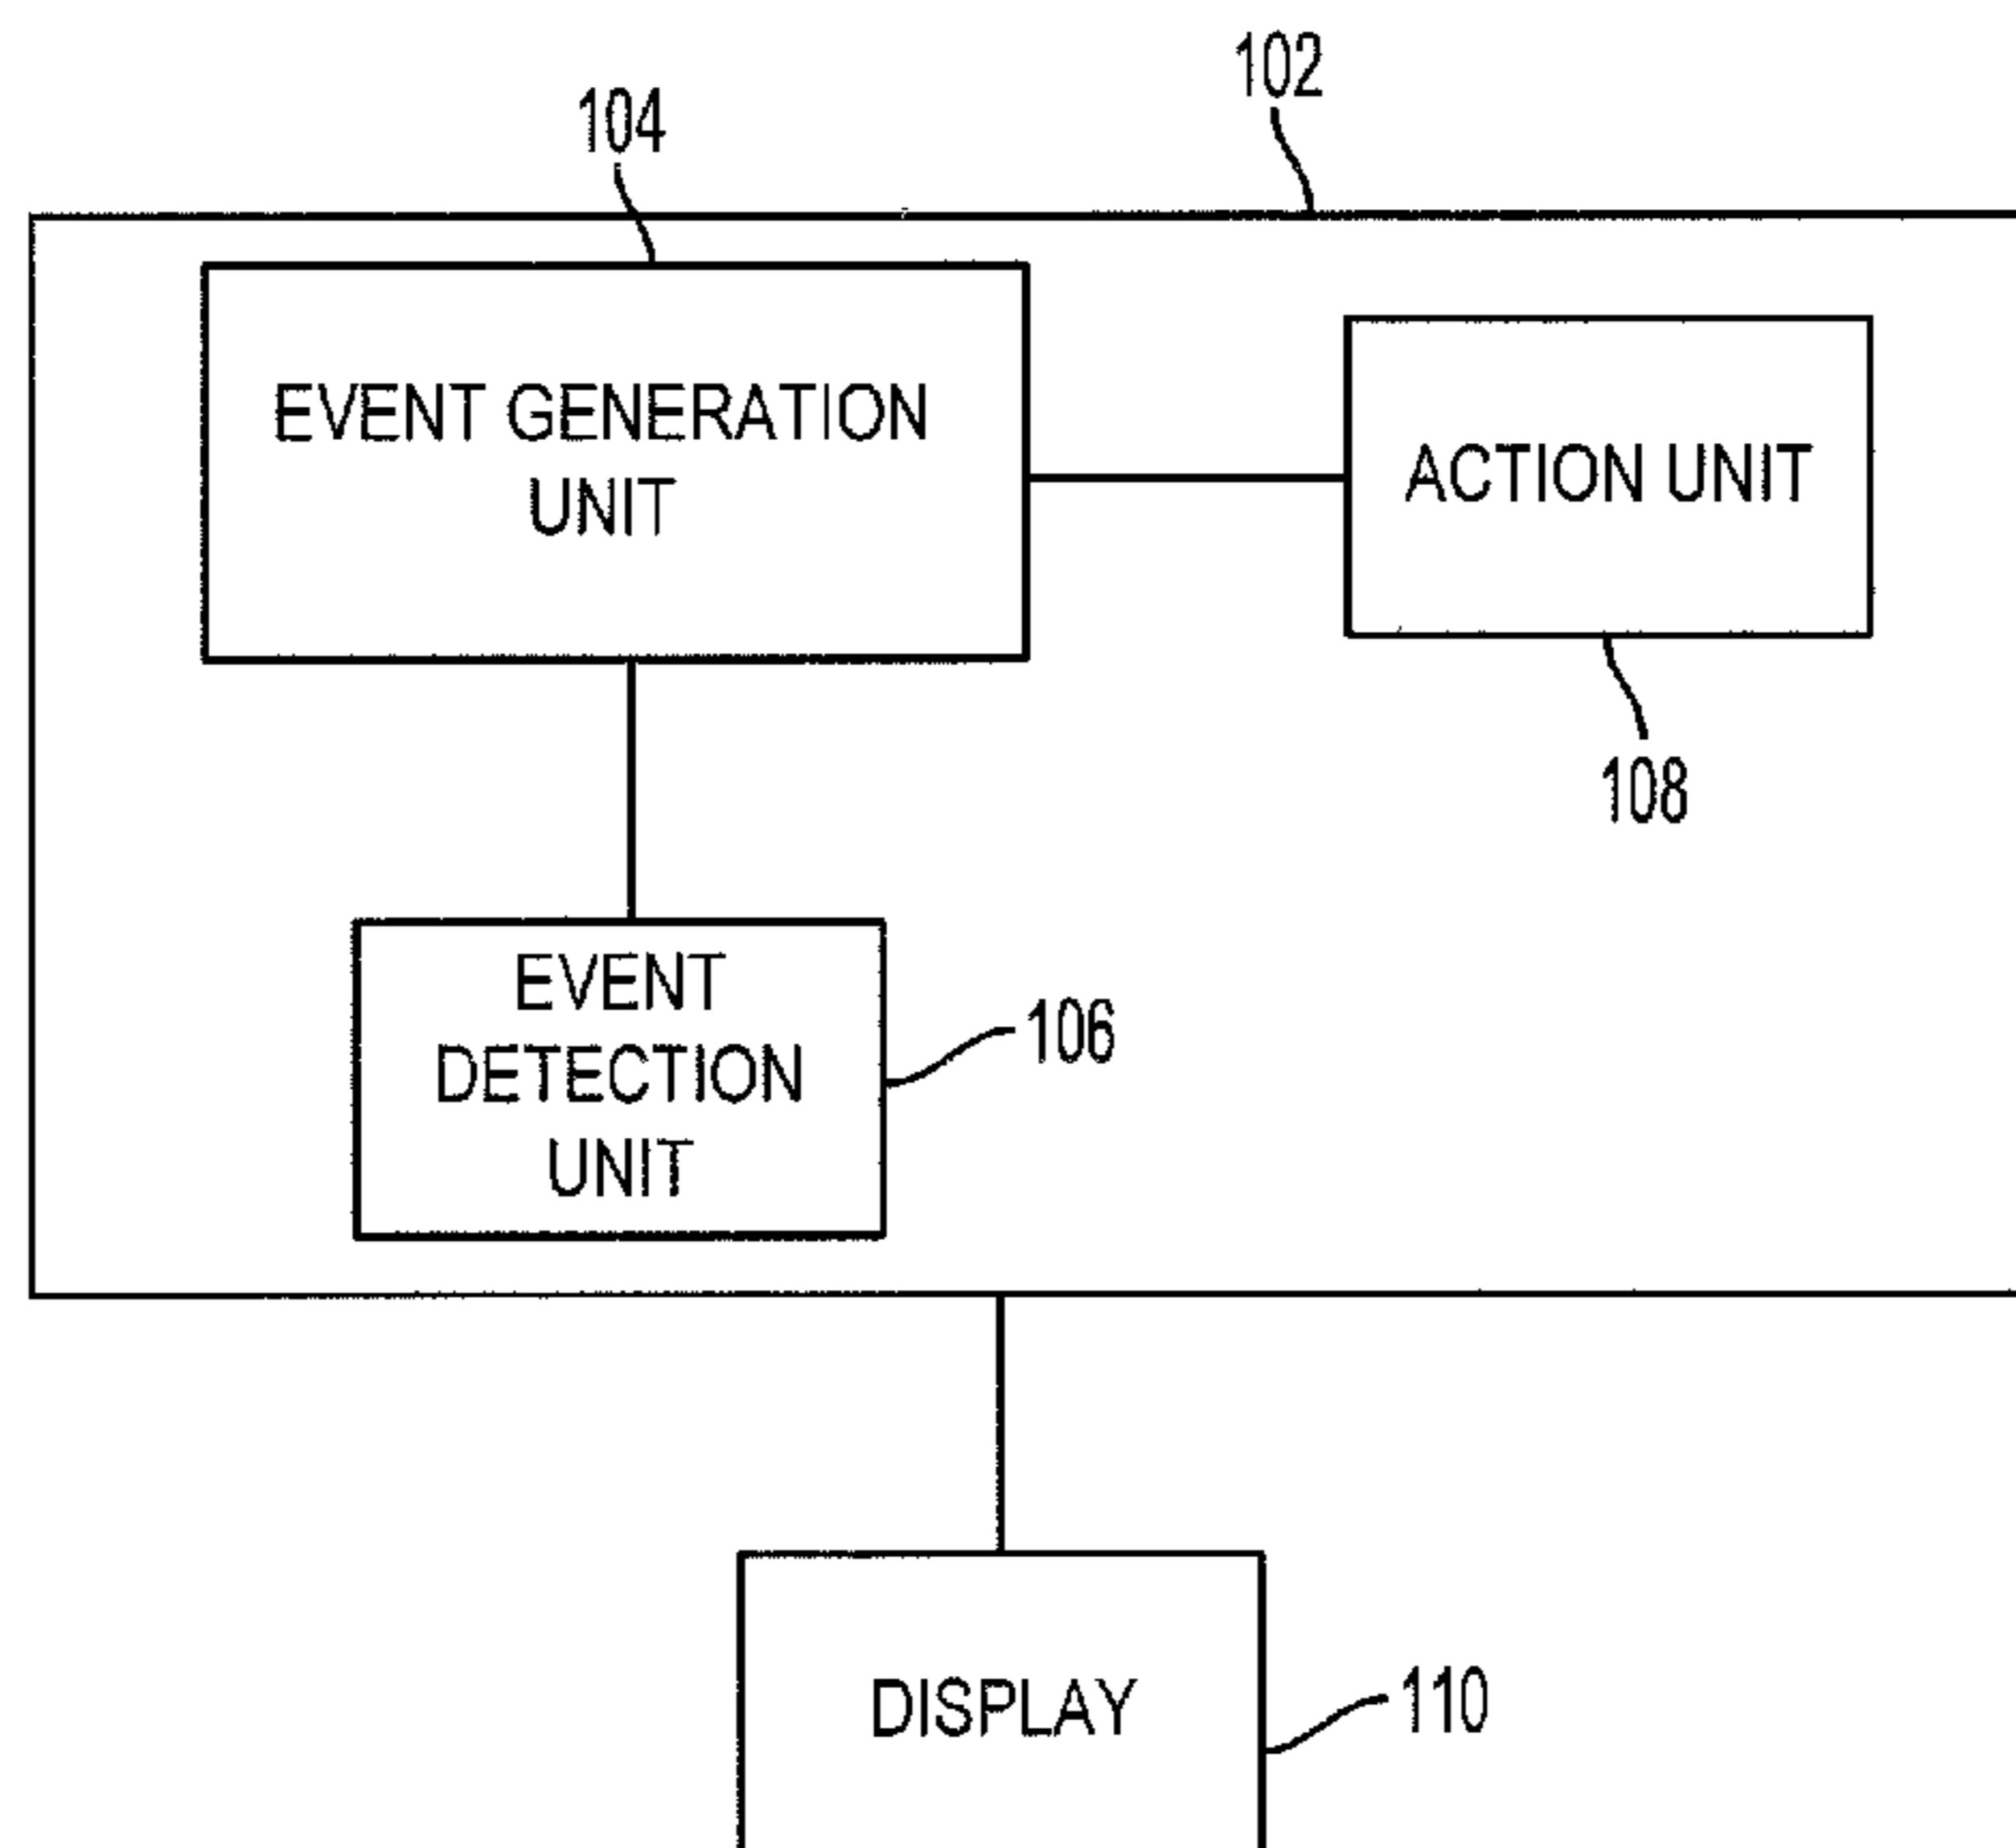 102
104
EVENT GENERATION
UNIT
ACTION UNIT
108
EVENT
DETECTION
UNIT
106
DISPLAY
110